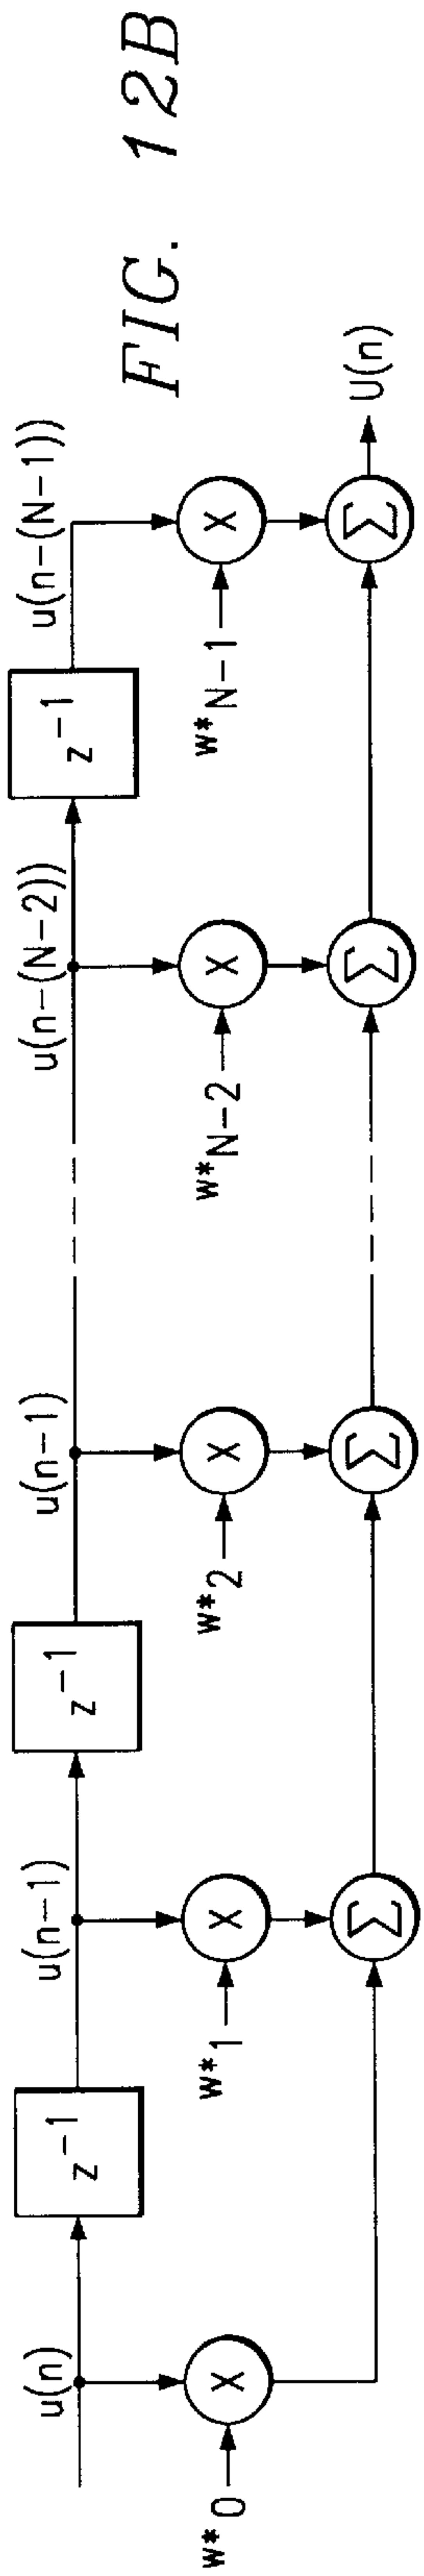 u(n)
z-1
u(n-1)
z-1
u(n-1)
u(n-(N-2)))
z-1
u(n-(N-1))
w*0
X
w*1
X
w*2
X
w*N-2
X
w*N-1
X
Σ
Σ
Σ
Σ
U(n)
FIG. 12B